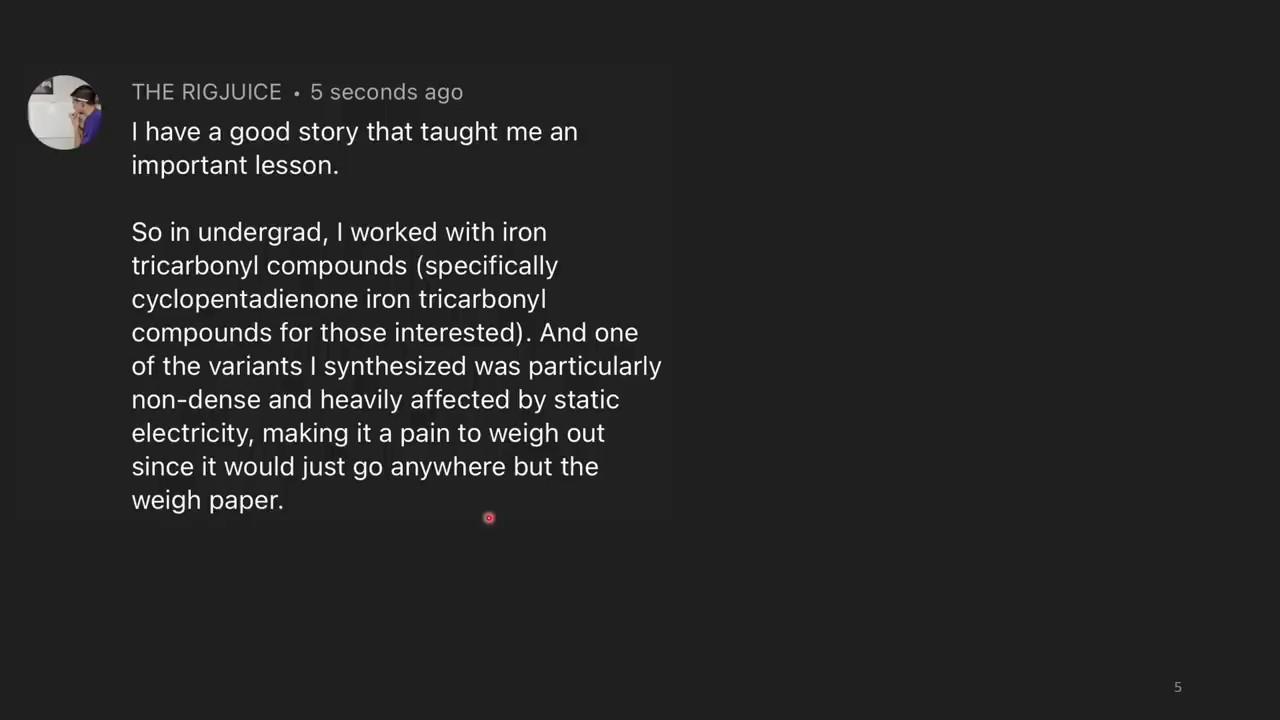 THE RIGJUICE • 5 seconds ago
I have a good story that taught me an
important lesson.
So in undergrad, I worked with iron
tricarbonyl compounds (specifically
cyclopentadienone iron tricarbonyl
compounds for those interested). And one
of the variants I synthesized was particularly
non-dense and heavily affected by static
electricity, making it a pain to weigh out
since it would just go anywhere but the
weigh paper.
5